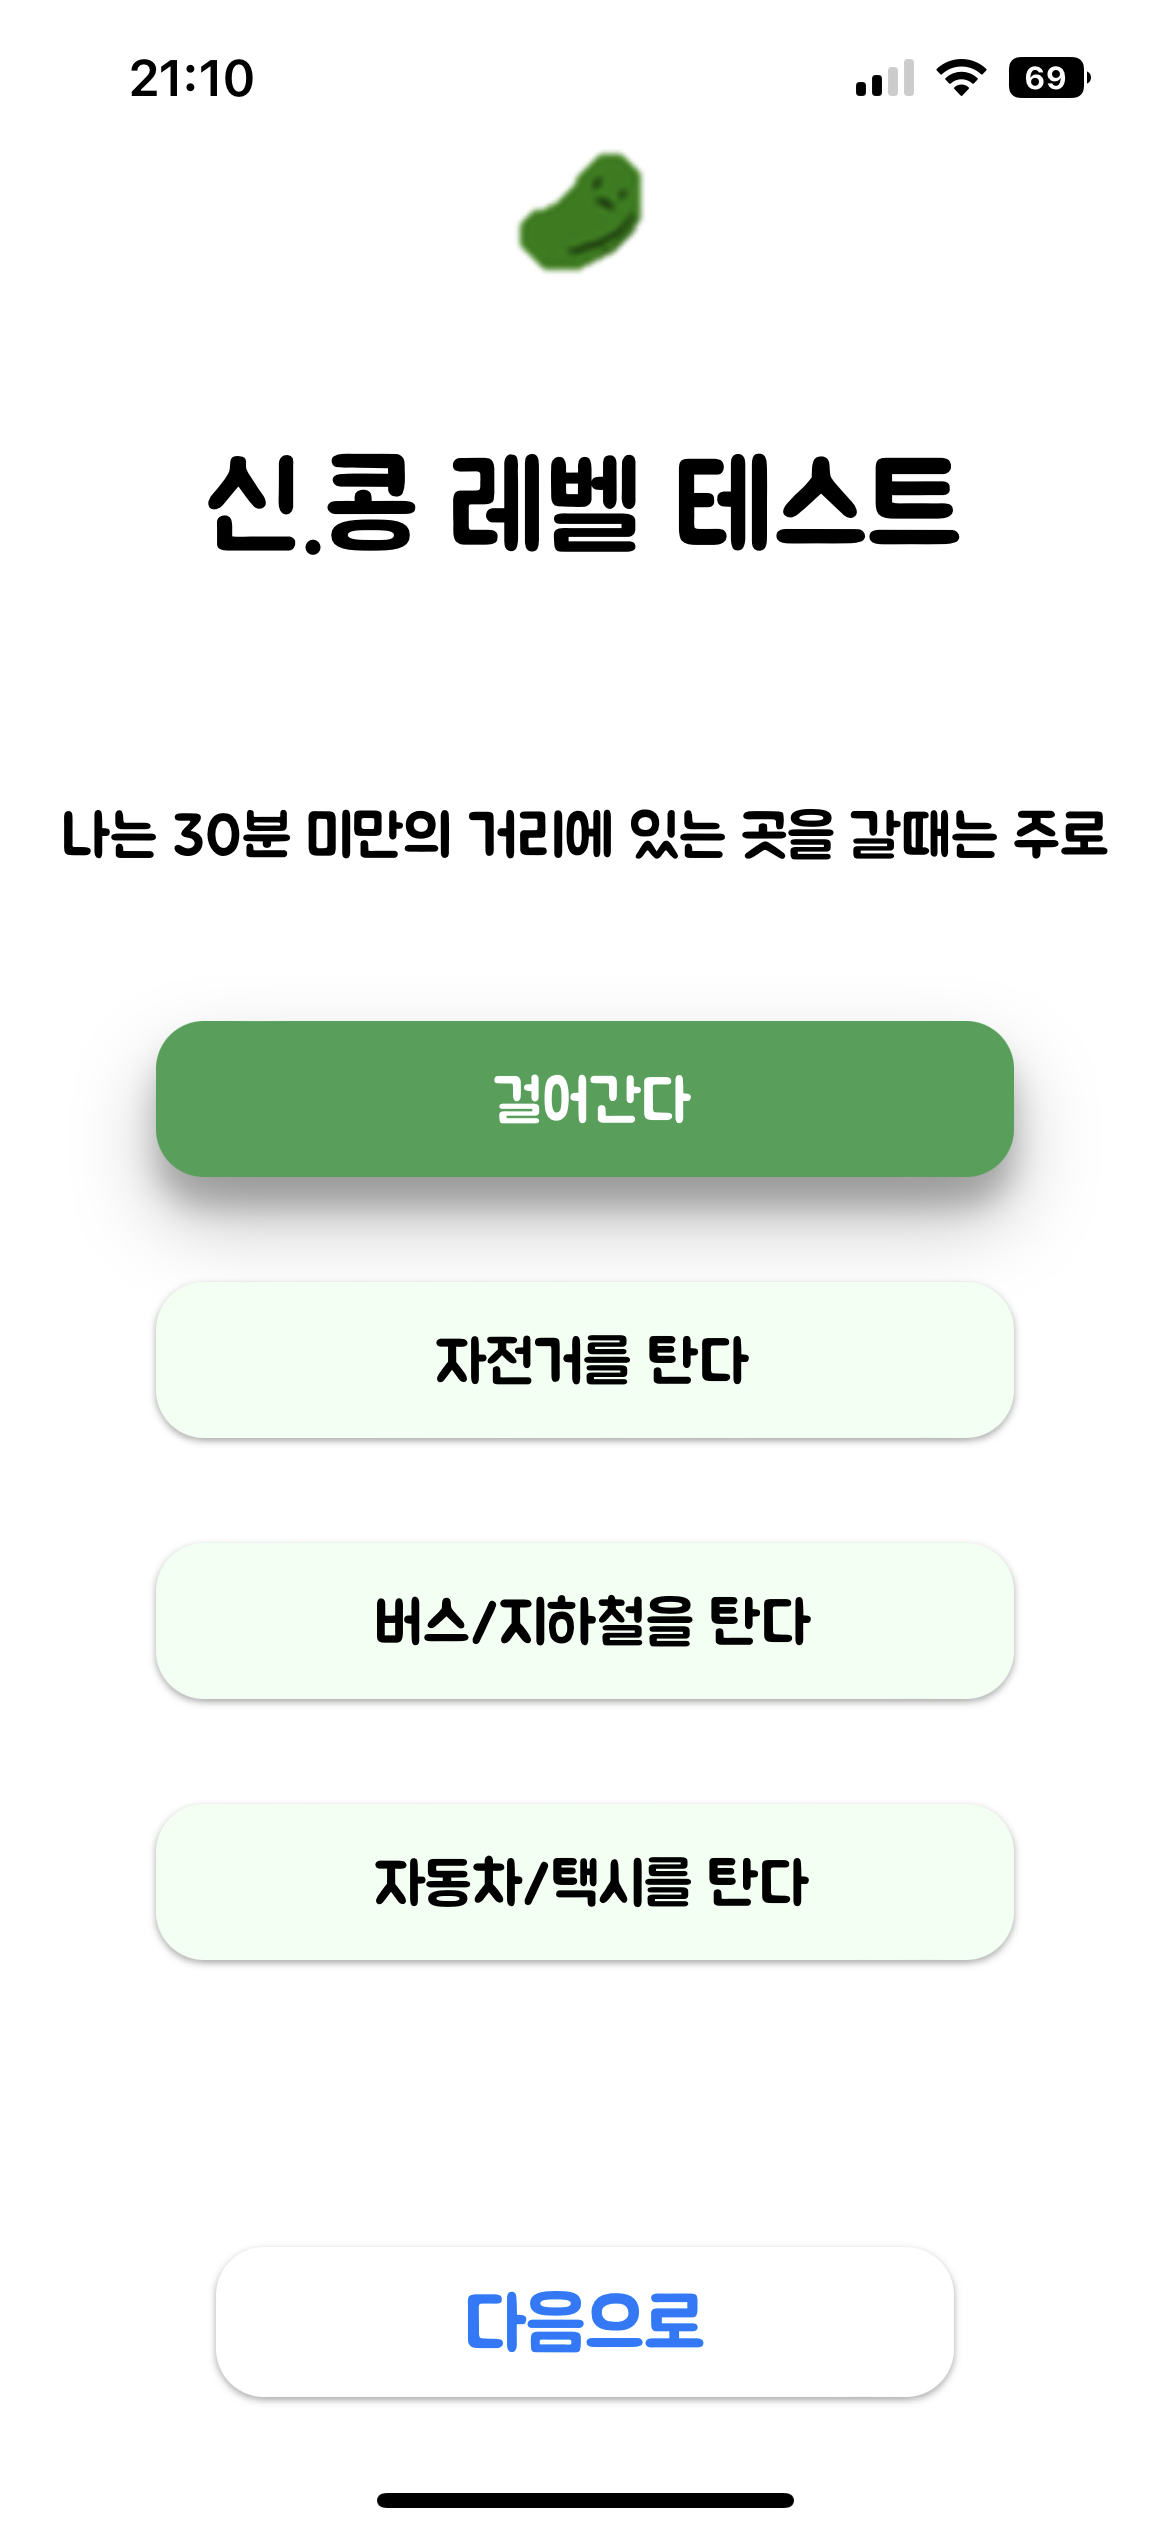 21:10
69
신.콩 레벨 테스트
나는 30분 미만의 거리에 있는 곳을 갈때는 주로
걸어간다
자전거를 탄다
버스/지하철을 탄다
자동차/택시를 탄다
다음으로